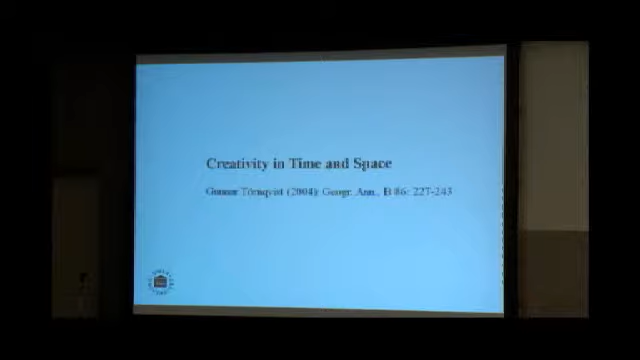 Creativity in Time and Space
Gunnar Törnqvist (2004): Geogr. Ann., B 86: 227-243